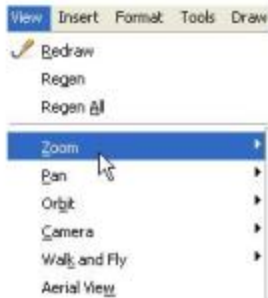 View Insert Format Tools Draw
Redraw
Regen
Regen All
Zoom
Pan
Orbit
Camera
Walk and Fly
Aerial View